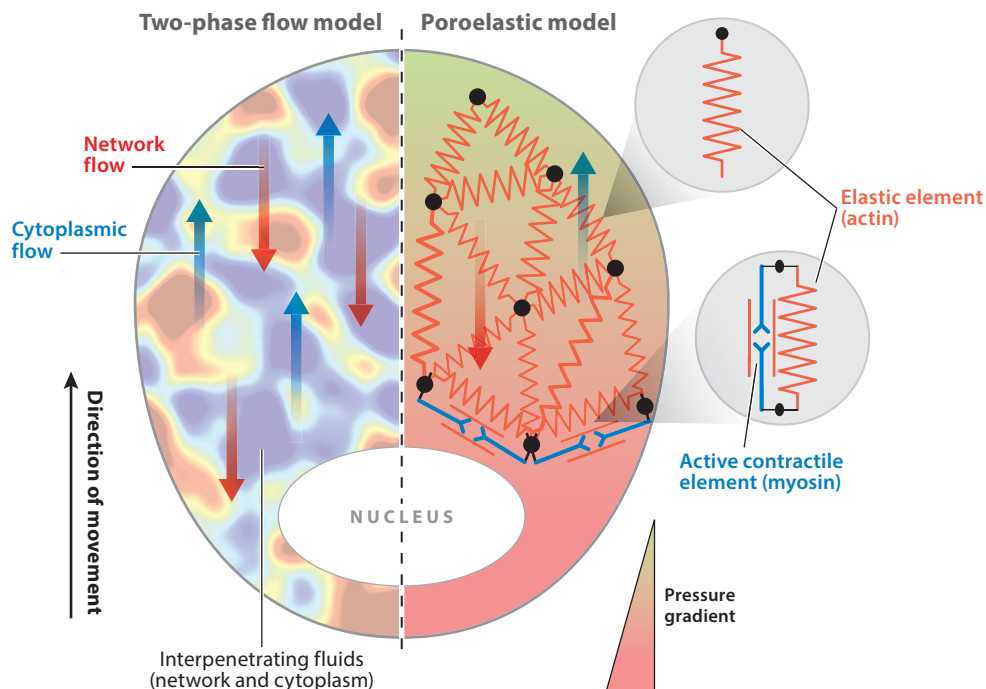 Two-phase flow model
Poroelastic model
Network
flow
Cytoplasmic
flow
Elastic element
(actin)
Direction of movement
Active contractile
element (myosin)
NUCLEUS
Pressure
gradient
Interpenetrating fluids
(network and cytoplasm)